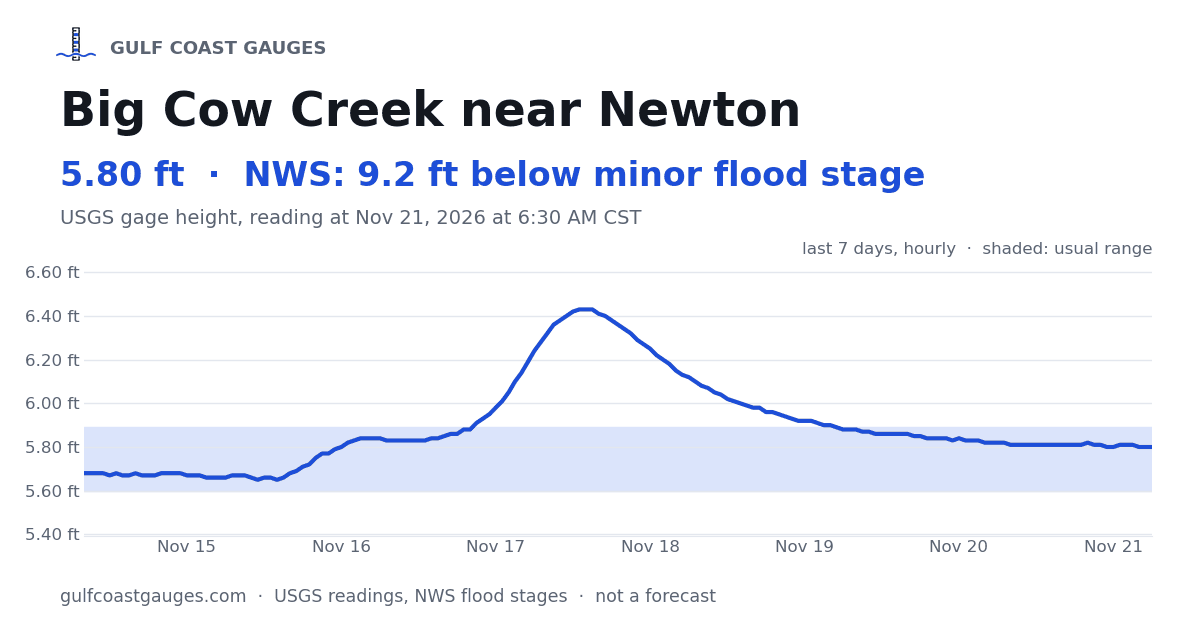 GULF COAST GAUGES
Big Cow Creek near Newton
5.80 ft · NWS: 9.2 ft below minor flood stage
USGS gage height, reading at Nov 21, 2026 at 6:30 AM CST
last 7 days, hourly · shaded: usual range
6.60 ft
6.40 ft
6.20 ft
6.00 ft
5.80 ft
5.60 ft
5.40 ft
Nov 15 Nov 16 Nov 17 Nov 18 Nov 19 Nov 20 Nov 21
gulfcoastgauges.com · USGS readings, NWS flood stages · not a forecast